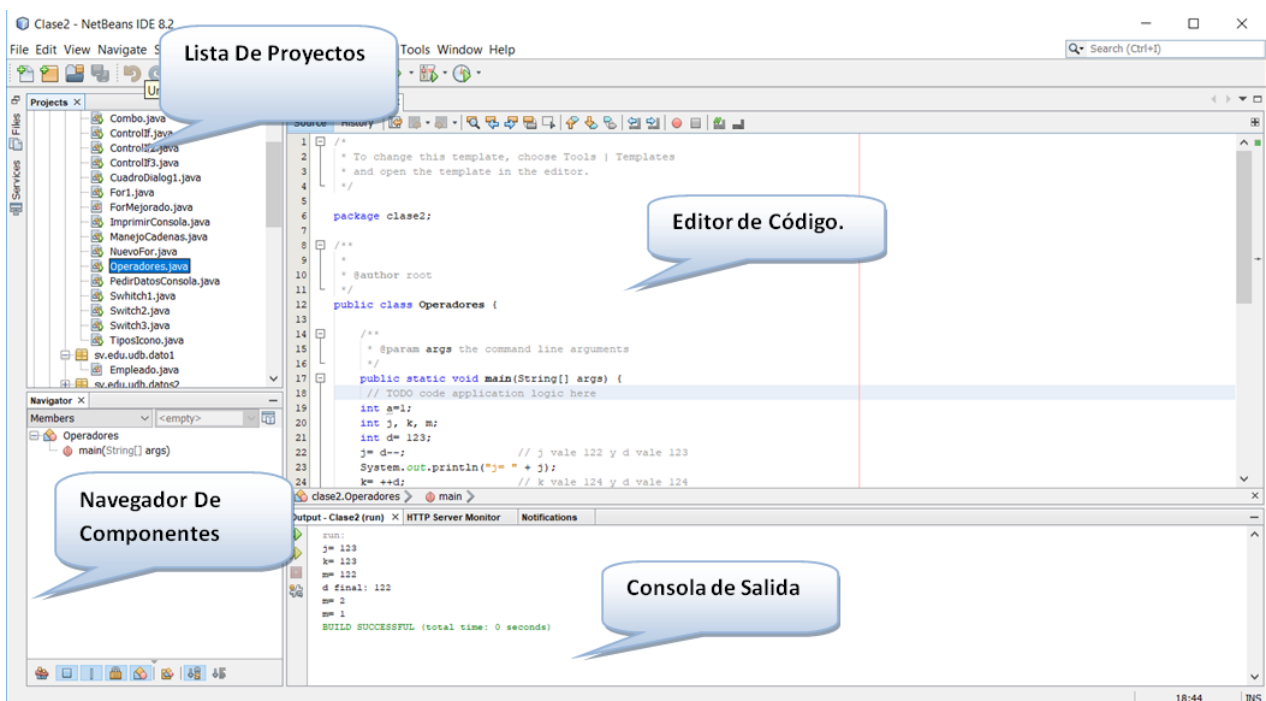 Clase2 - NetBeans IDE 8.2
File Edit View Navigate Tools Window Help
Search (Ctrl+I)
Lista De Proyectos
Projects
Files
Services
Combo.java
ControlIf.java
ControlIf2.java
ControlIf3.java
CuadroDialog1.java
For1.java
ForMejorado.java
ImprimirConsola.java
ManejoCadenas.java
NuevoFor.java
Operadores.java
PedirDatosConsola.java
Swhitch1.java
Switch2.java
Switch3.java
TiposIcono.java
sv.edu.udb.dato1
Empleado.java
sv.edu.udb.datos2
Source History
1 /*
2 * To change this template, choose Tools | Templates
3 * and open the template in the editor.
4 */
5
6 package clase2;
7
8 /**
9 *
10 * @author root
11 */
12 public class Operadores {
13
14 /**
15 * @param args the command line arguments
16 */
17 public static void main(String[] args) {
18 // TODO code application logic here
19 int a=1;
20 int j, k, m;
21 int d= 123;
22 j= d--; // j vale 122 y d vale 123
23 System.out.println("j= " + j);
24 k= ++d; // k vale 124 y d vale 124
Editor de Código.
clase2.Operadores main
Navigator
Members <empty>
Operadores
main(String[] args)
Navegador De
Componentes
Output - Clase2 (run) HTTP Server Monitor Notifications
run:
j= 123
k= 123
m= 122
d final: 122
m= 2
m= 1
BUILD SUCCESSFUL (total time: 0 seconds)
Consola de Salida
18:44 INS